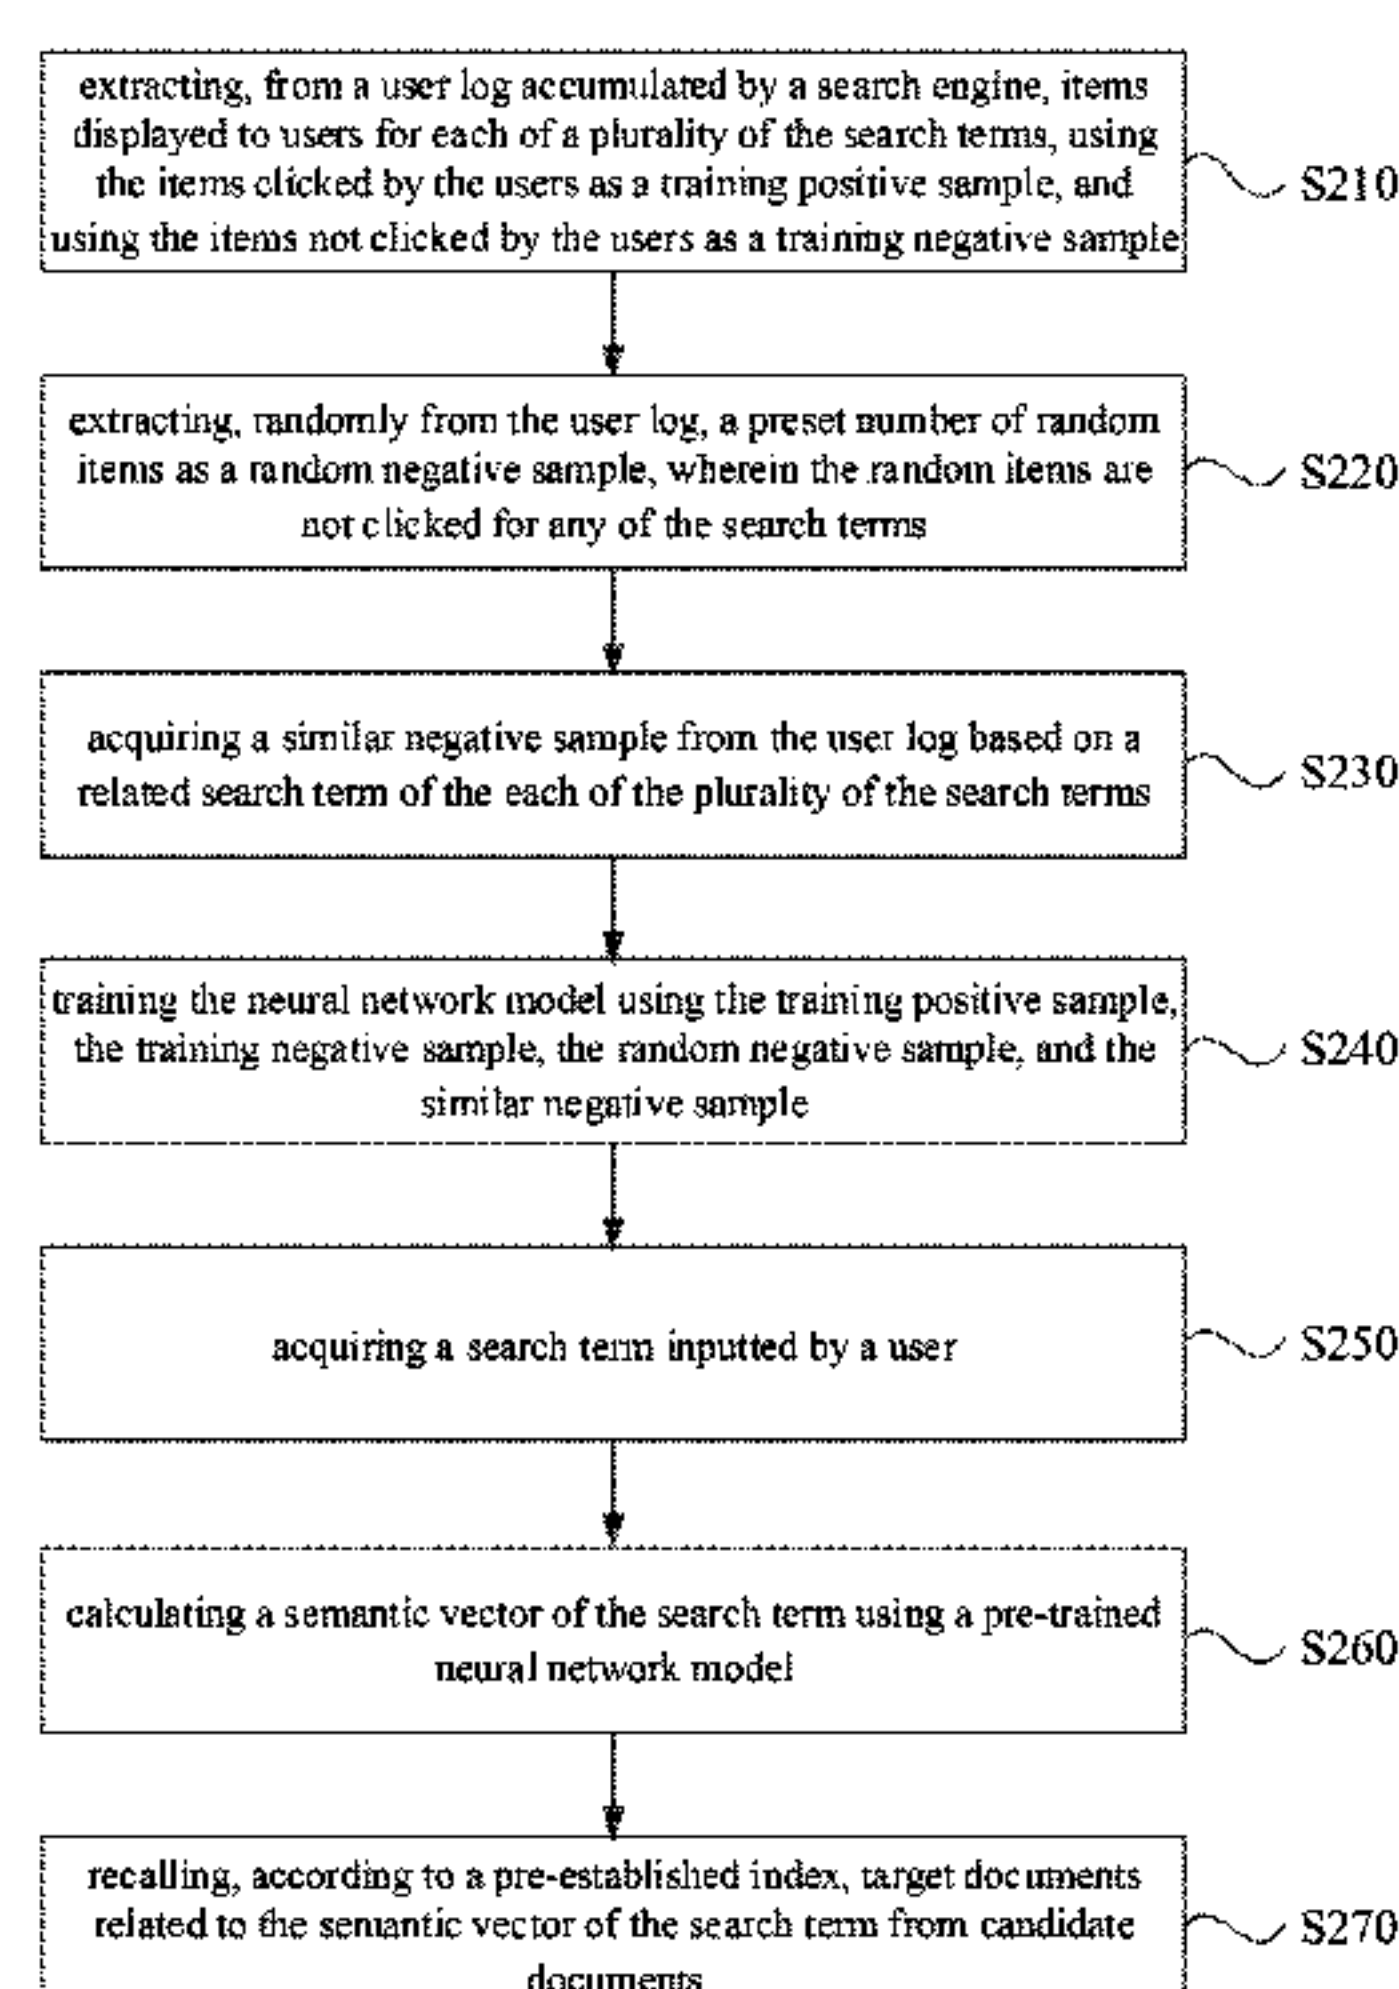 extracting, from a user log accumulated by a search engine, items
displayed to users for each of a plurality of the search terms, using
the items clicked by the users as a training positive sample, and
using the items not clicked by the users as a training negative sample
S210
extracting, randomly from the user log, a preset number of random
items as a random negative sample, wherein the random items are
not clicked for any of the search terms
S220
acquiring a similar negative sample from the user log based on a
related search term of the each of the plurality of the search terms
S230
training the neural network model using the training positive sample,
the training negative sample, the random negative sample, and the
similar negative sample
S240
acquiring a search term inputted by a user
S250
calculating a semantic vector of the search term using a pre-trained
neural network model
S260
recalling, according to a pre-established index, target documents
related to the semantic vector of the search term from candidate
documents
S270